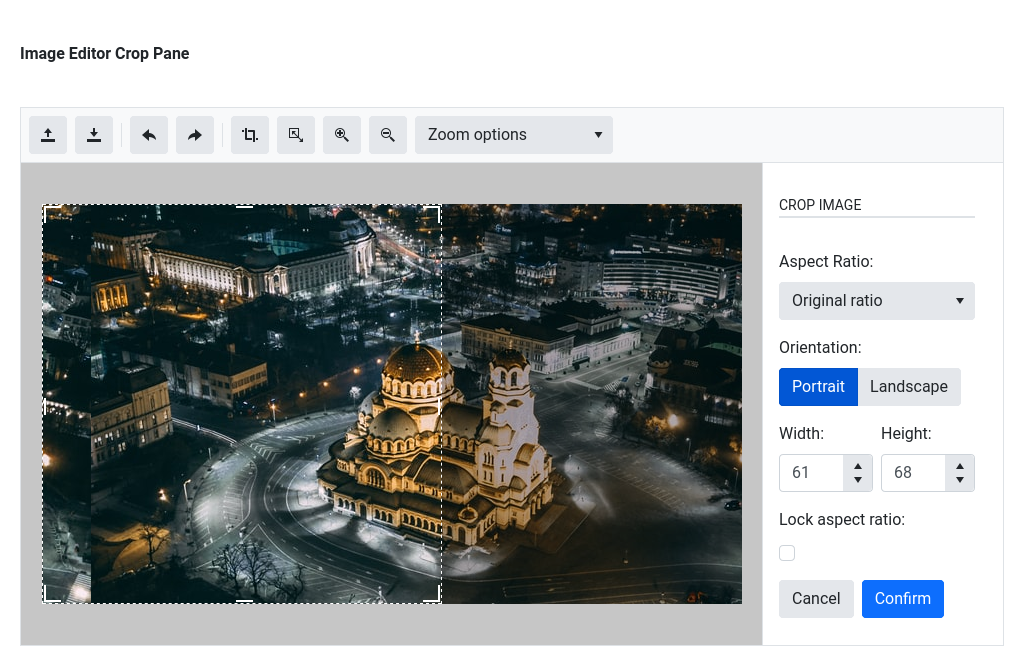 Image Editor Crop Pane
Zoom options
CROP IMAGE
Aspect Ratio:
Original ratio
Orientation:
Portrait Landscape
Width: Height:
61 68
Lock aspect ratio:
Cancel Confirm